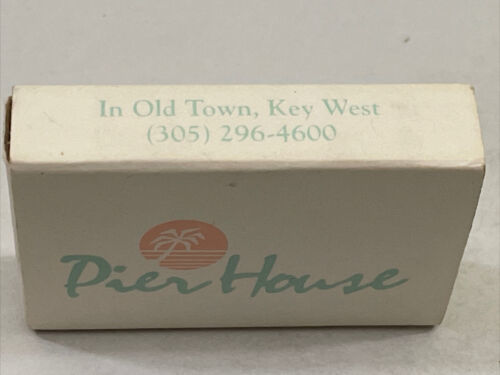 In Old Town, Key West
(305) 296-4600
Pier House